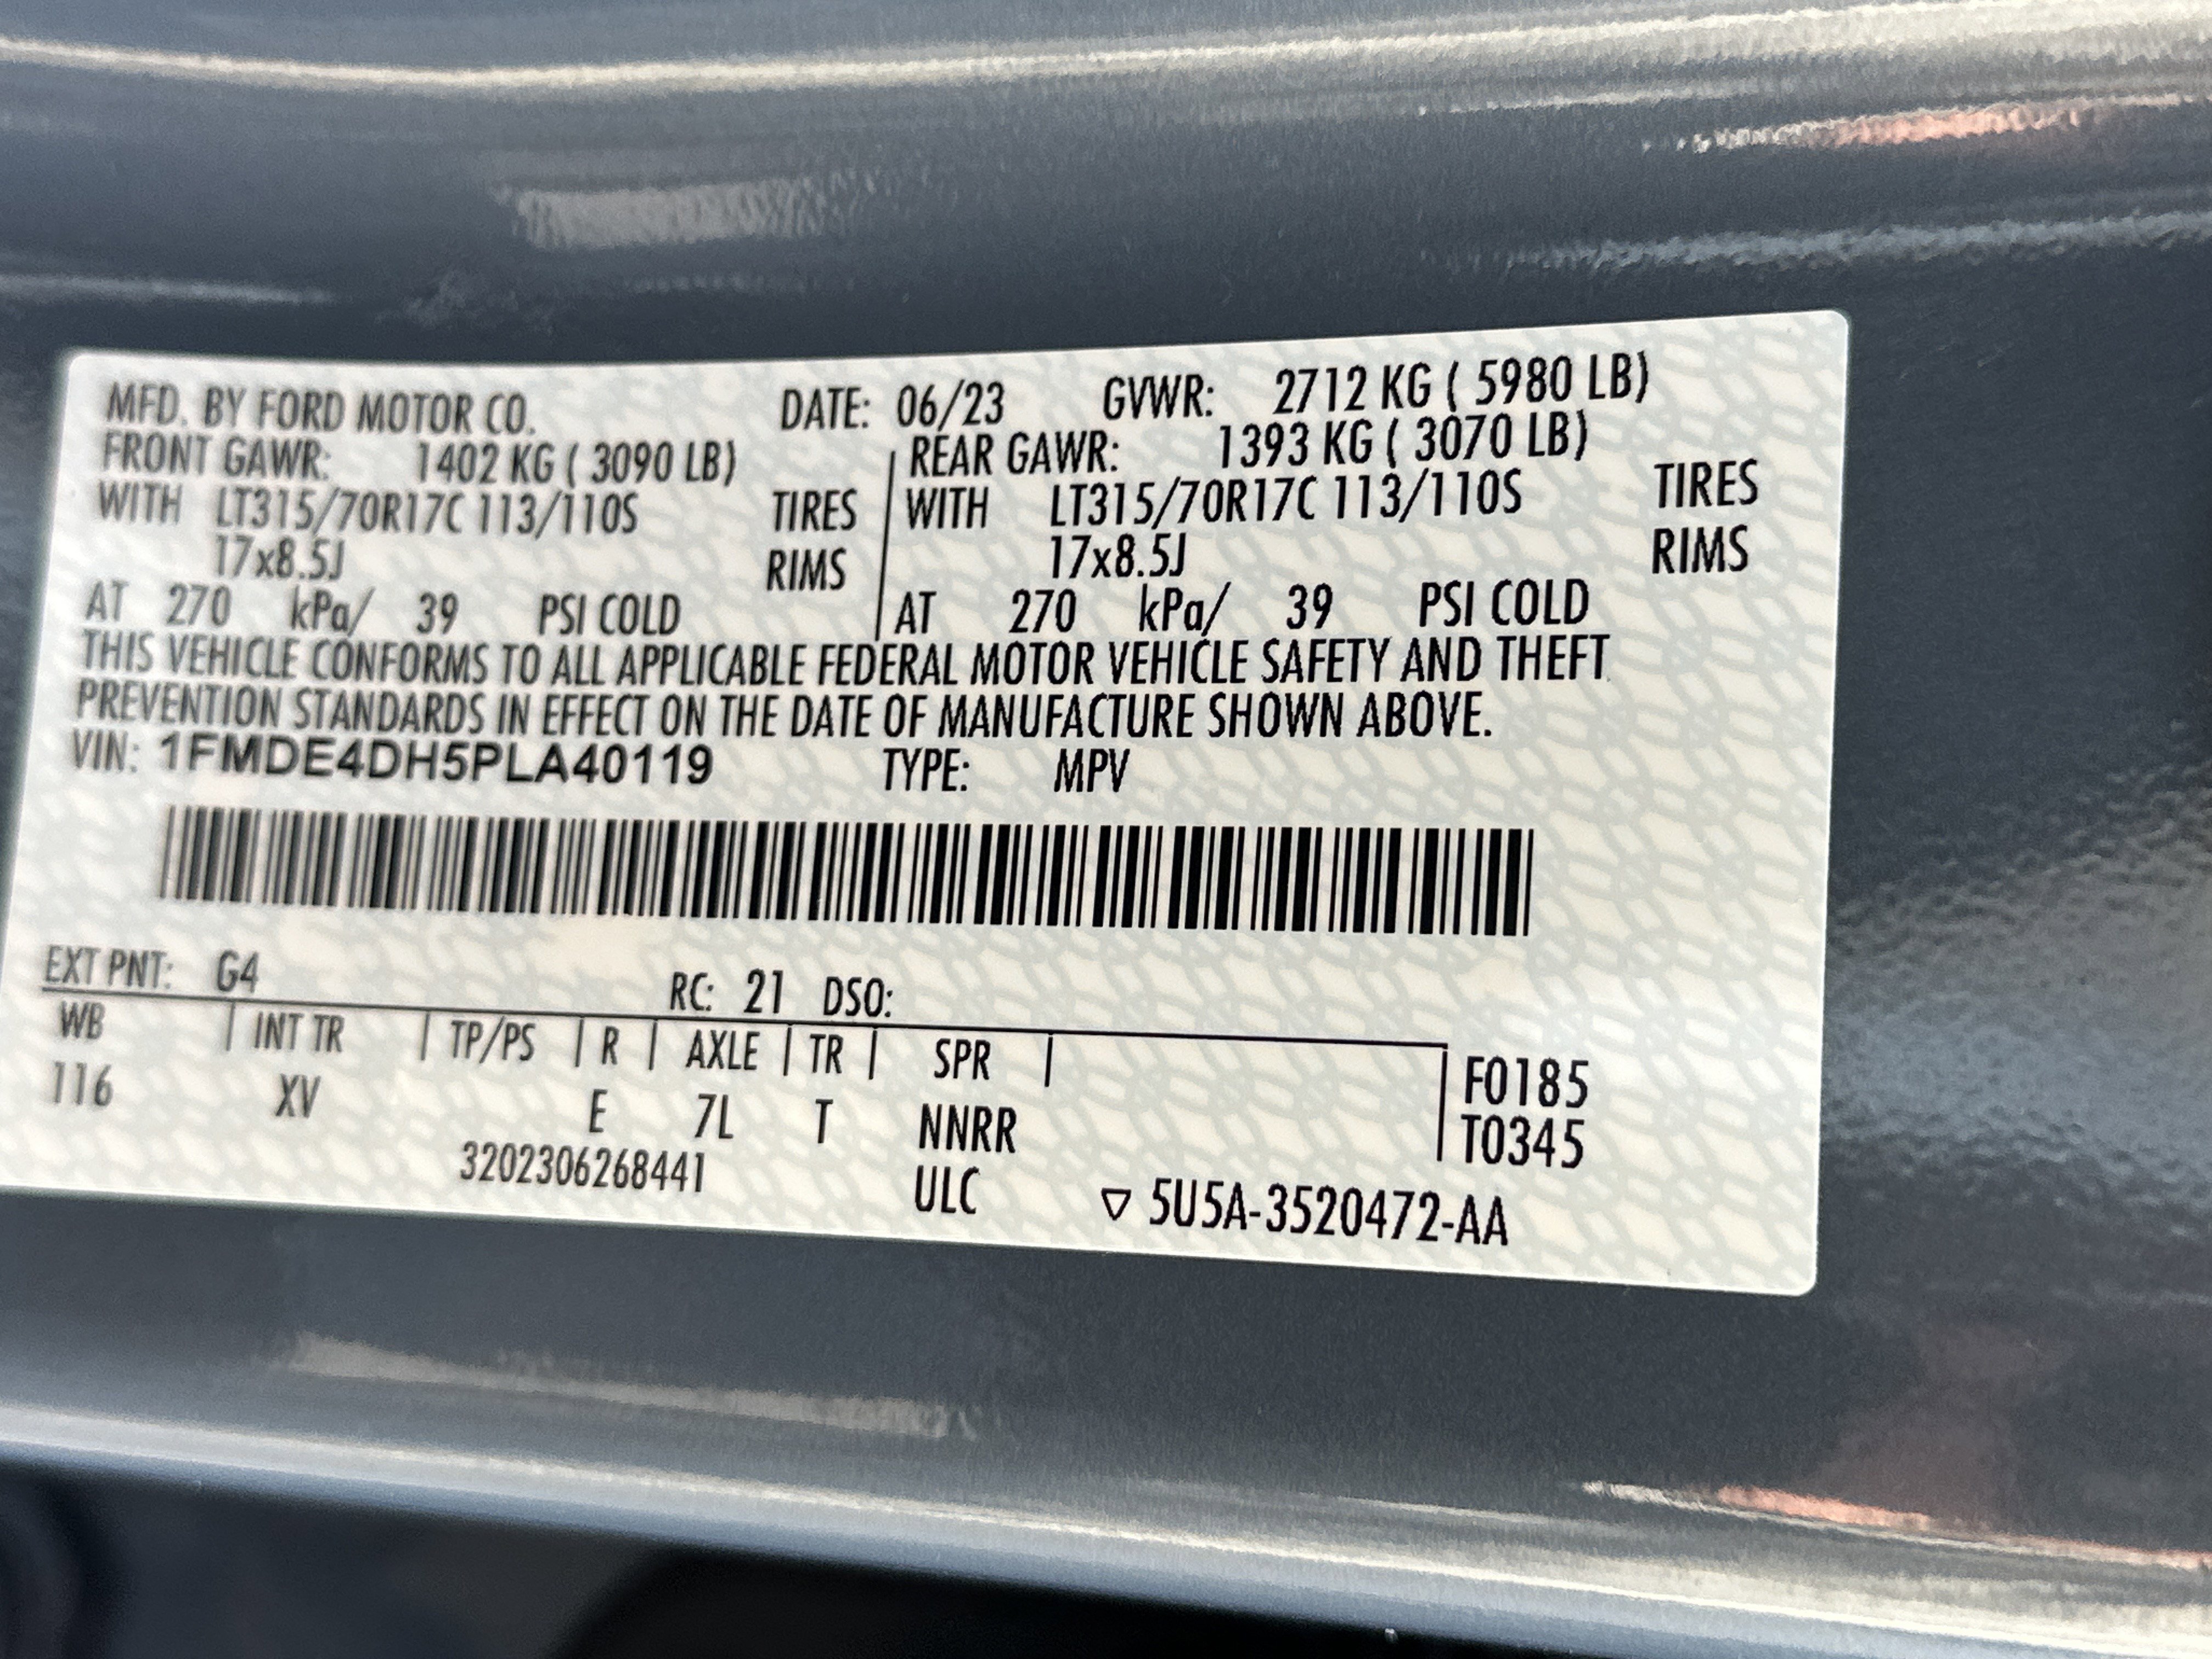 MFD. BY FORD MOTOR CO. DATE: 06/23 GVWR: 2712 KG ( 5980 LB)
FRONT GAWR: 1402 KG ( 3090 LB) REAR GAWR: 1393 KG ( 3070 LB)
WITH LT315/70R17C 113/110S TIRES WITH LT315/70R17C 113/110S TIRES
17x8.5J RIMS 17x8.5J RIMS
AT 270 kPa/ 39 PSI COLD AT 270 kPa/ 39 PSI COLD
THIS VEHICLE CONFORMS TO ALL APPLICABLE FEDERAL MOTOR VEHICLE SAFETY AND THEFT
PREVENTION STANDARDS IN EFFECT ON THE DATE OF MANUFACTURE SHOWN ABOVE.
VIN: 1FMDE4DH5PLA40119 TYPE: MPV
EXT PNT: G4 RC: 21 DSO:
WB | INT TR | TP/PS | R | AXLE | TR | SPR | F0185
116 XV E 7L T NNRR T0345
3202306268441 ULC ▽ 5U5A-3520472-AA